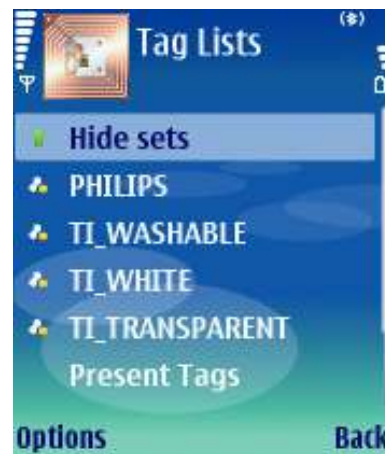 Tag Lists
Hide sets
PHILIPS
TI_WASHABLE
TI_WHITE
TI_TRANSPARENT
Present Tags
Options Back